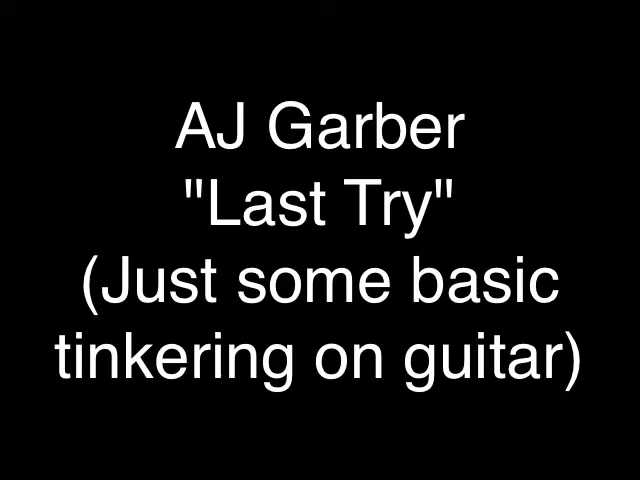 AJ Garber
"Last Try"
(Just some basic
tinkering on guitar)